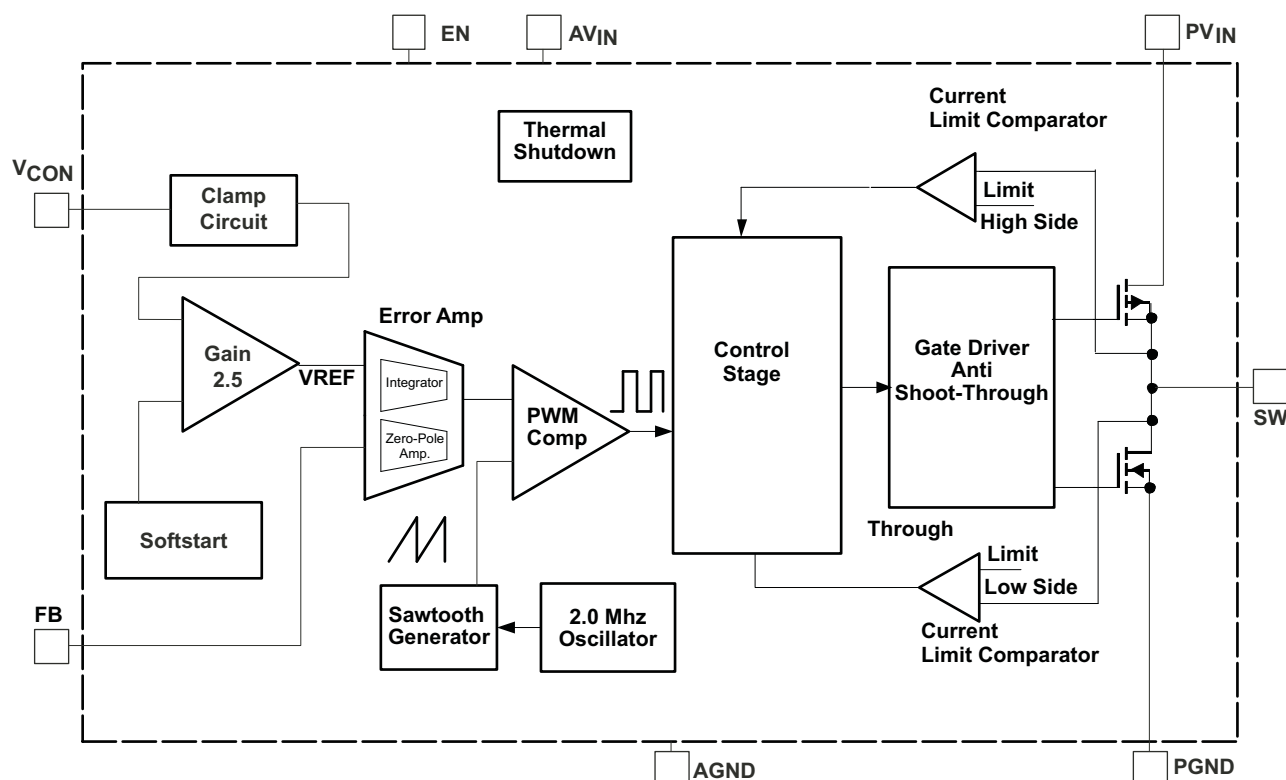 EN
AVIN
PVIN
Current
Limit Comparator
Thermal
Shutdown
VCON
Clamp
Circuit
Limit
High Side
Error Amp
Gain
2.5
VREF
Integrator
Zero-Pole
Amp.
PWM
Comp
Control
Stage
Gate Driver
Anti
Shoot-Through
SW
Softstart
Through
Limit
Low Side
FB
Sawtooth
Generator
2.0 Mhz
Oscillator
Current
Limit Comparator
AGND
PGND